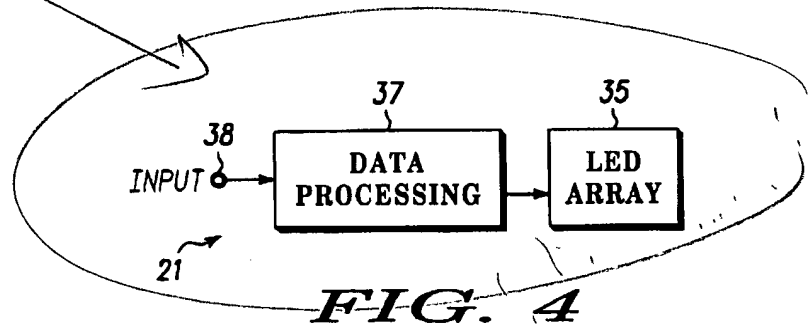 37
35
38
INPUT
DATA
PROCESSING
LED
ARRAY
21
FIG. 4